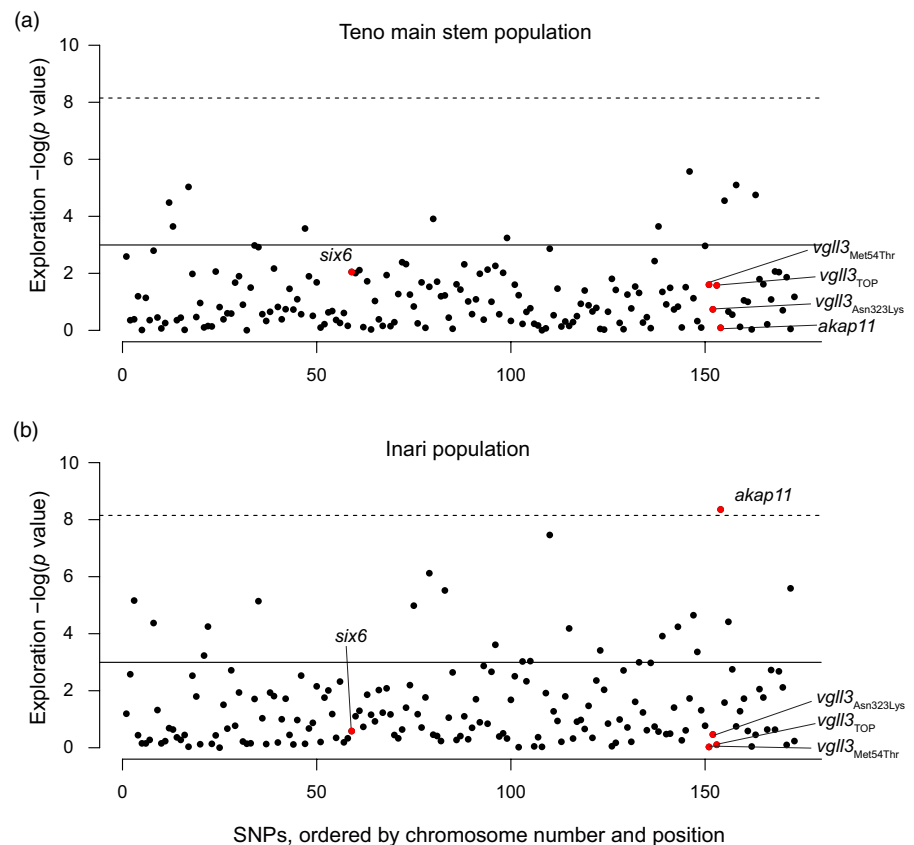 (a)
Teno main stem population
Exploration −log(p value)
10
8
6
4
2
0
six6
vgll3Met54Thr
vgll3TOP
vgll3Asn323Lys
akap11
0 50 100 150
(b)
Inari population
Exploration −log(p value)
10
8
6
4
2
0
akap11
six6
vgll3Asn323Lys
vgll3TOP
vgll3Met54Thr
0 50 100 150
SNPs, ordered by chromosome number and position